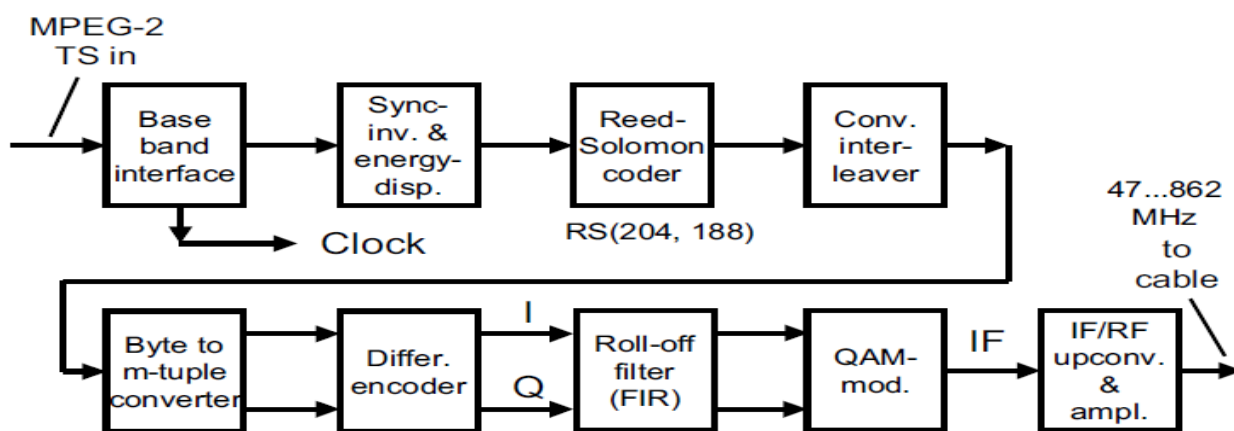 MPEG-2
TS in
Base
band
interface
Sync-
inv. &
energy-
disp.
Reed-
Solomon
coder
Conv.
inter-
leaver
Clock
RS(204, 188)
47...862
MHz
to
cable
Byte to
m-tuple
converter
Differ.
encoder
I
Q
Roll-off
filter
(FIR)
QAM-
mod.
IF
IF/RF
upconv.
&
ampl.